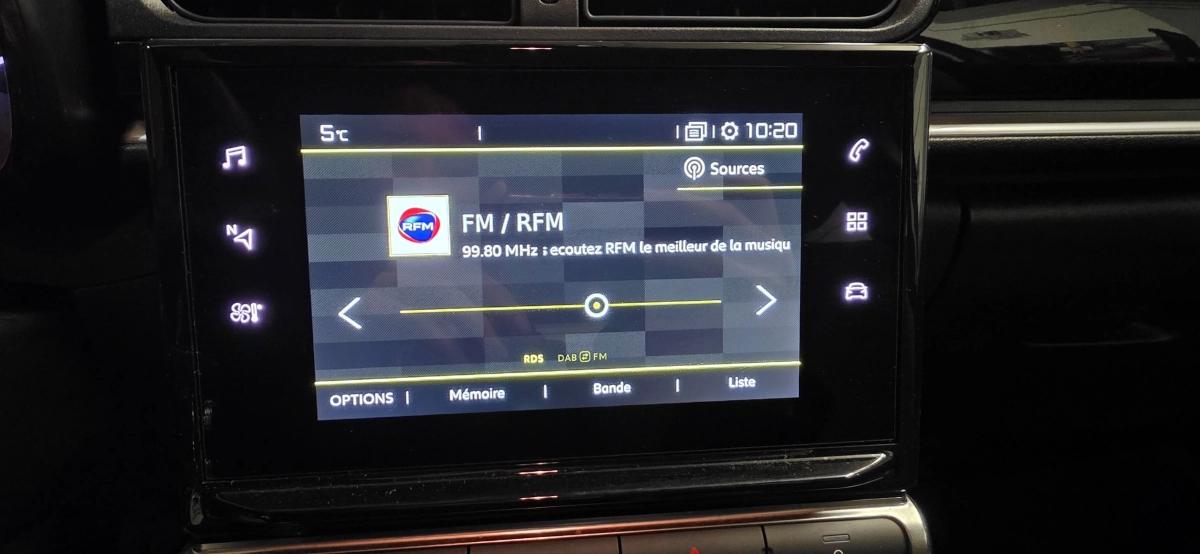 5°C 10:20
Sources
RFM
FM / RFM
99.80 MHz : ecoutez RFM le meilleur de la musiqu
N
RDS DAB FM
OPTIONS Mémoire Bande Liste